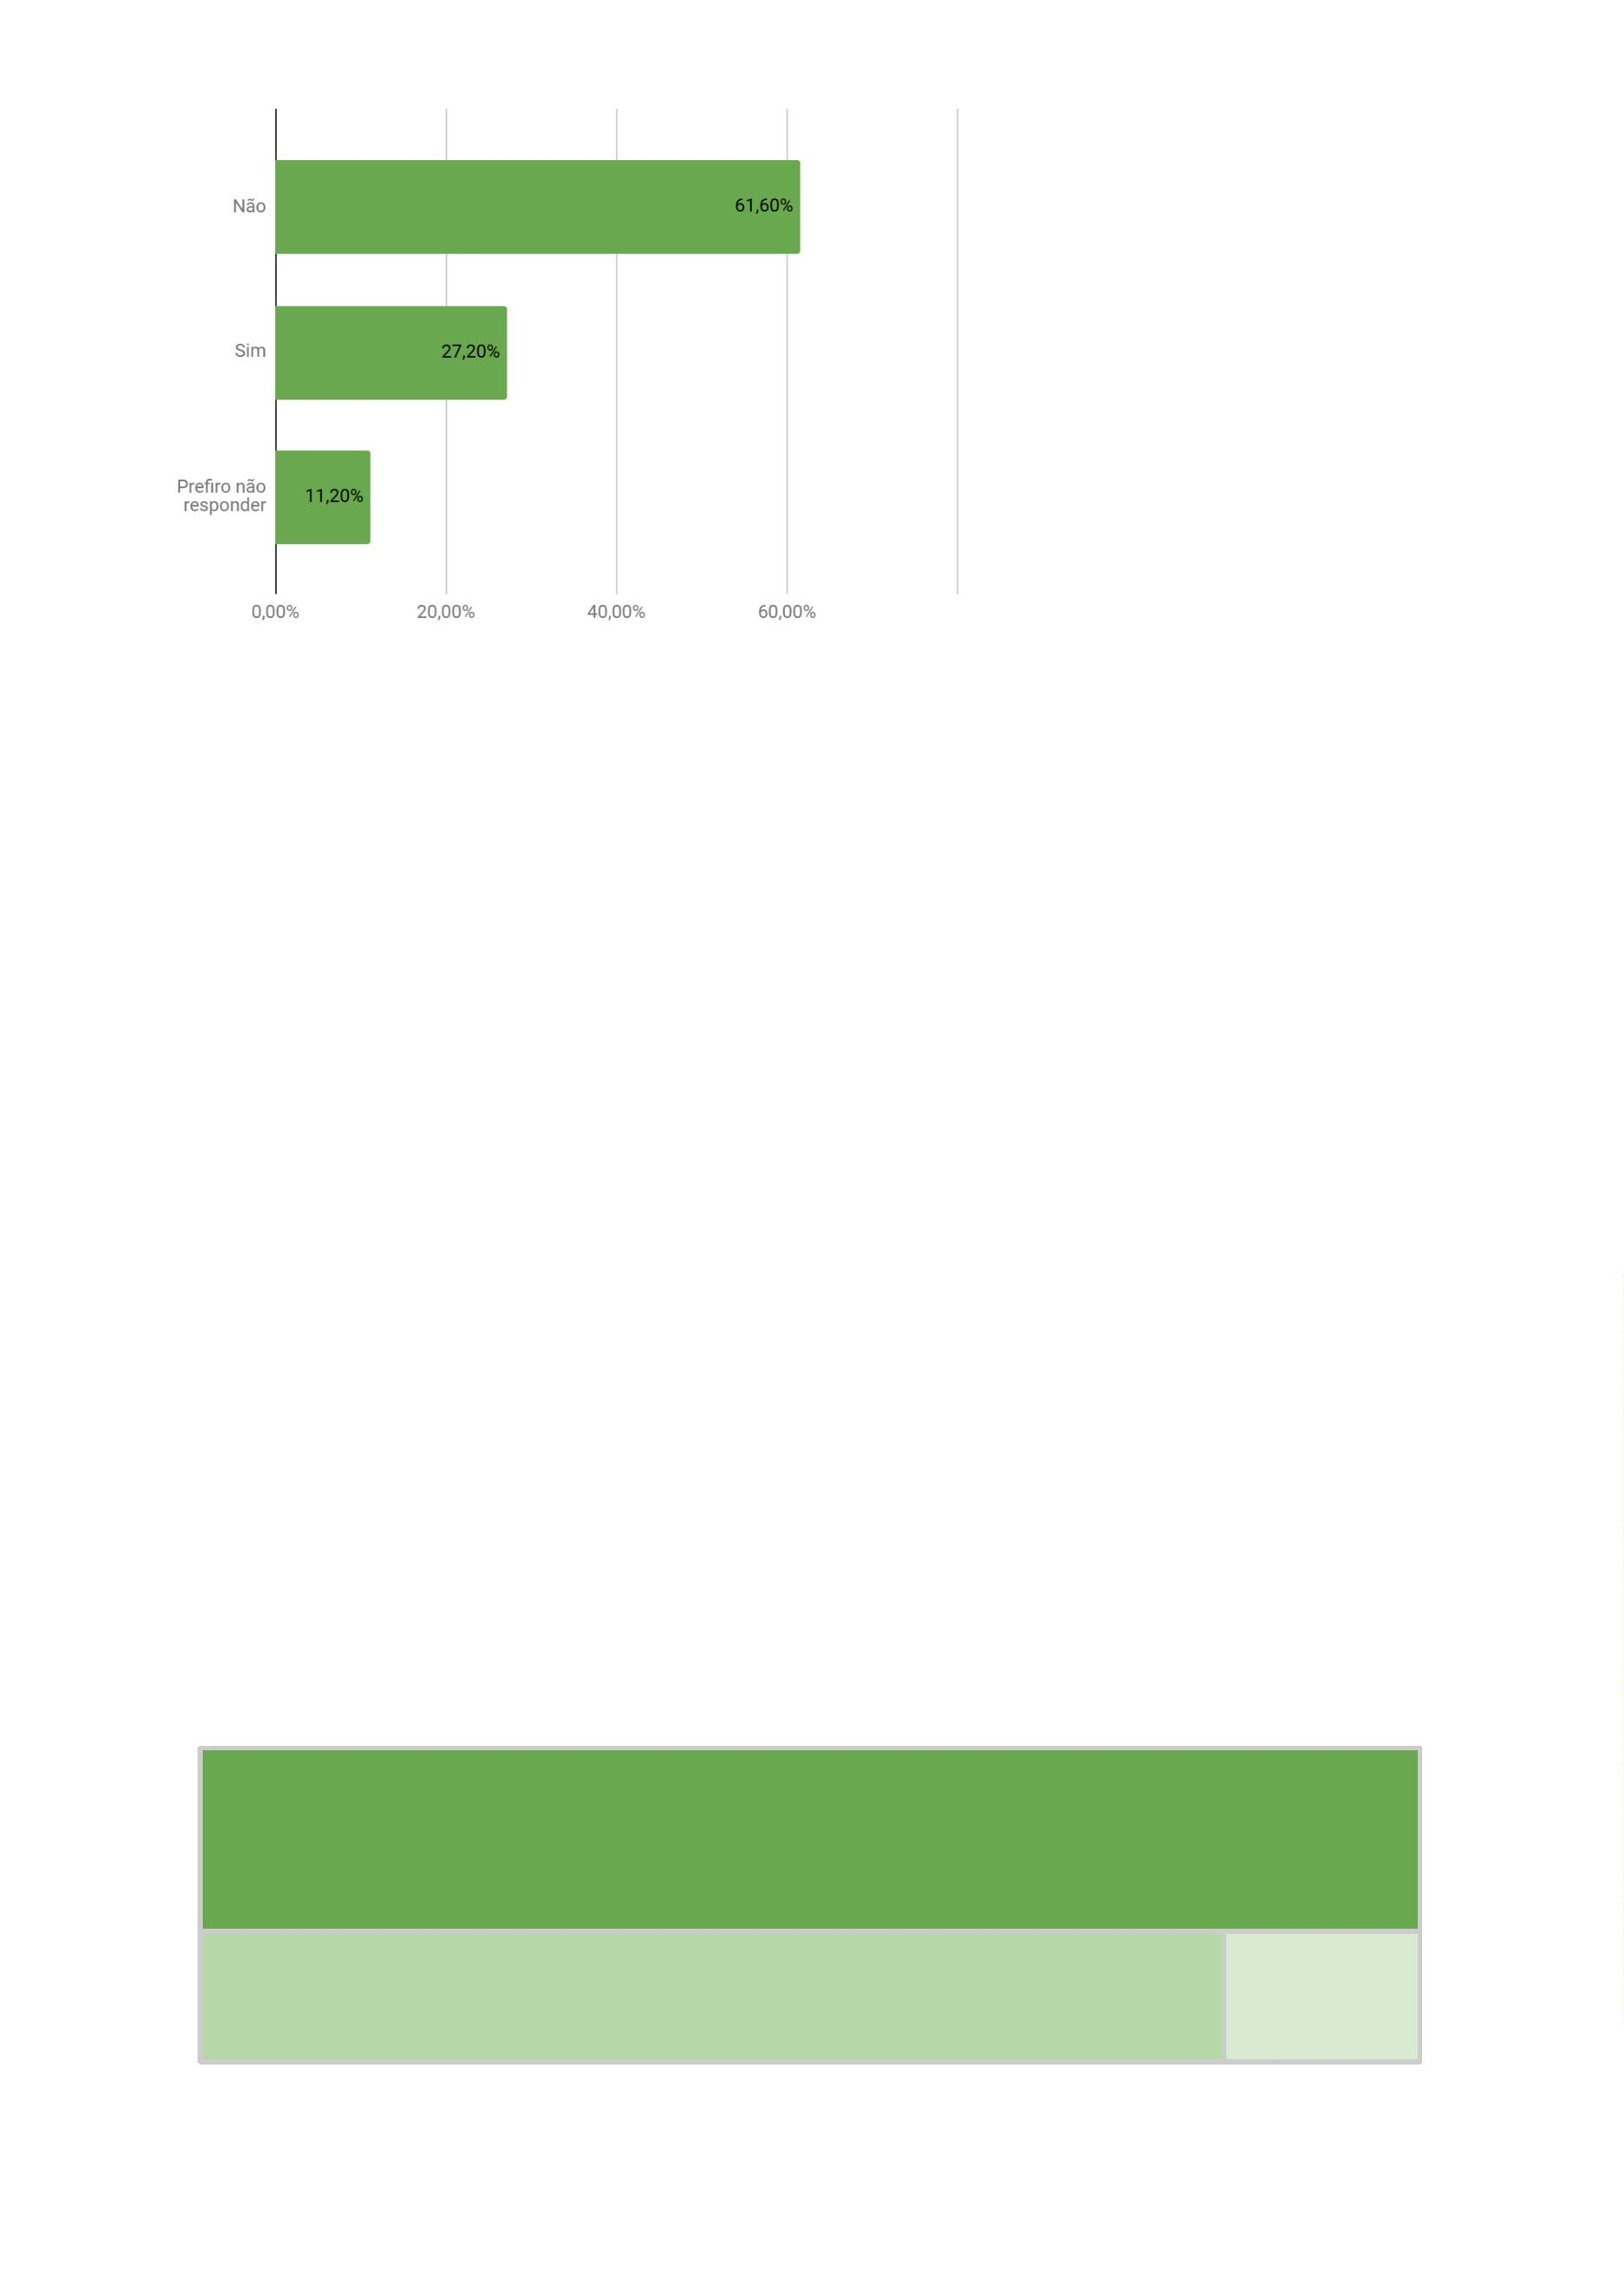 Não
61,60%
Sim
27,20%
Prefiro não
responder
11,20%
0,00%
20,00%
40,00%
60,00%